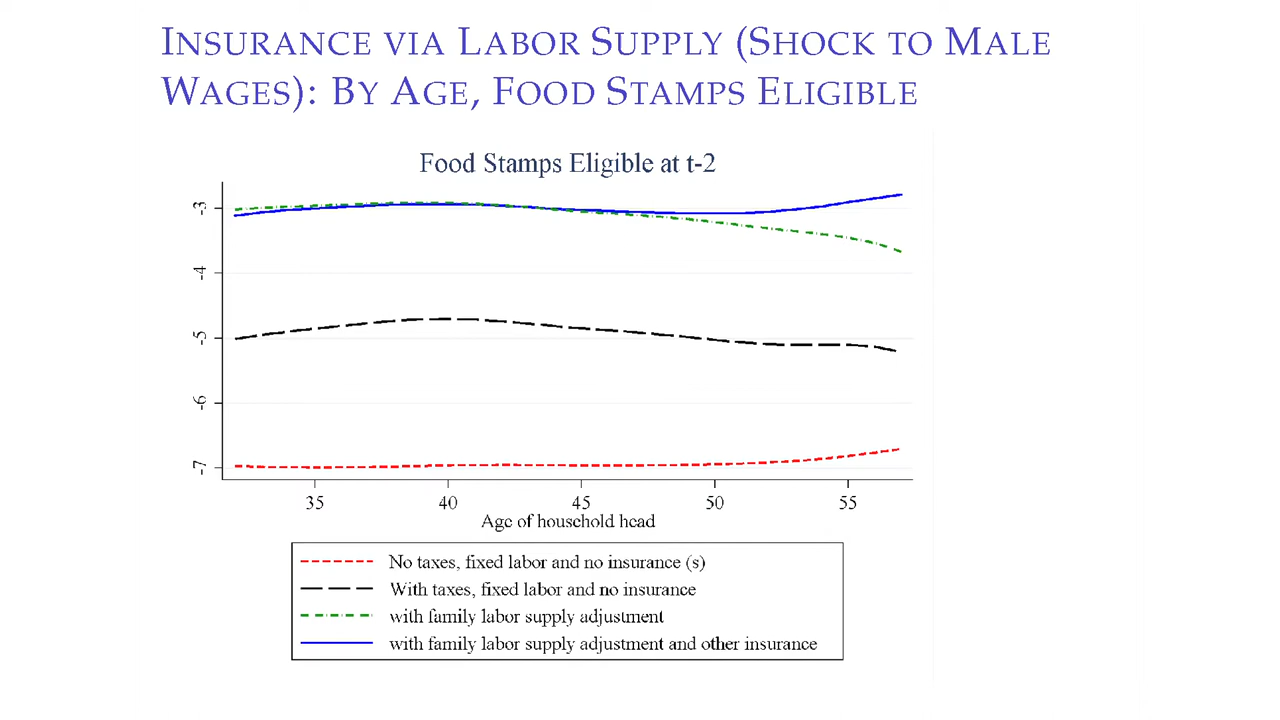 INSURANCE VIA LABOR SUPPLY (SHOCK TO MALE
WAGES): BY AGE, FOOD STAMPS ELIGIBLE
Food Stamps Eligible at t-2
-3
-4
-5
-6
-7
35 40 45 50 55
Age of household head
No taxes, fixed labor and no insurance (s)
With taxes, fixed labor and no insurance
with family labor supply adjustment
with family labor supply adjustment and other insurance